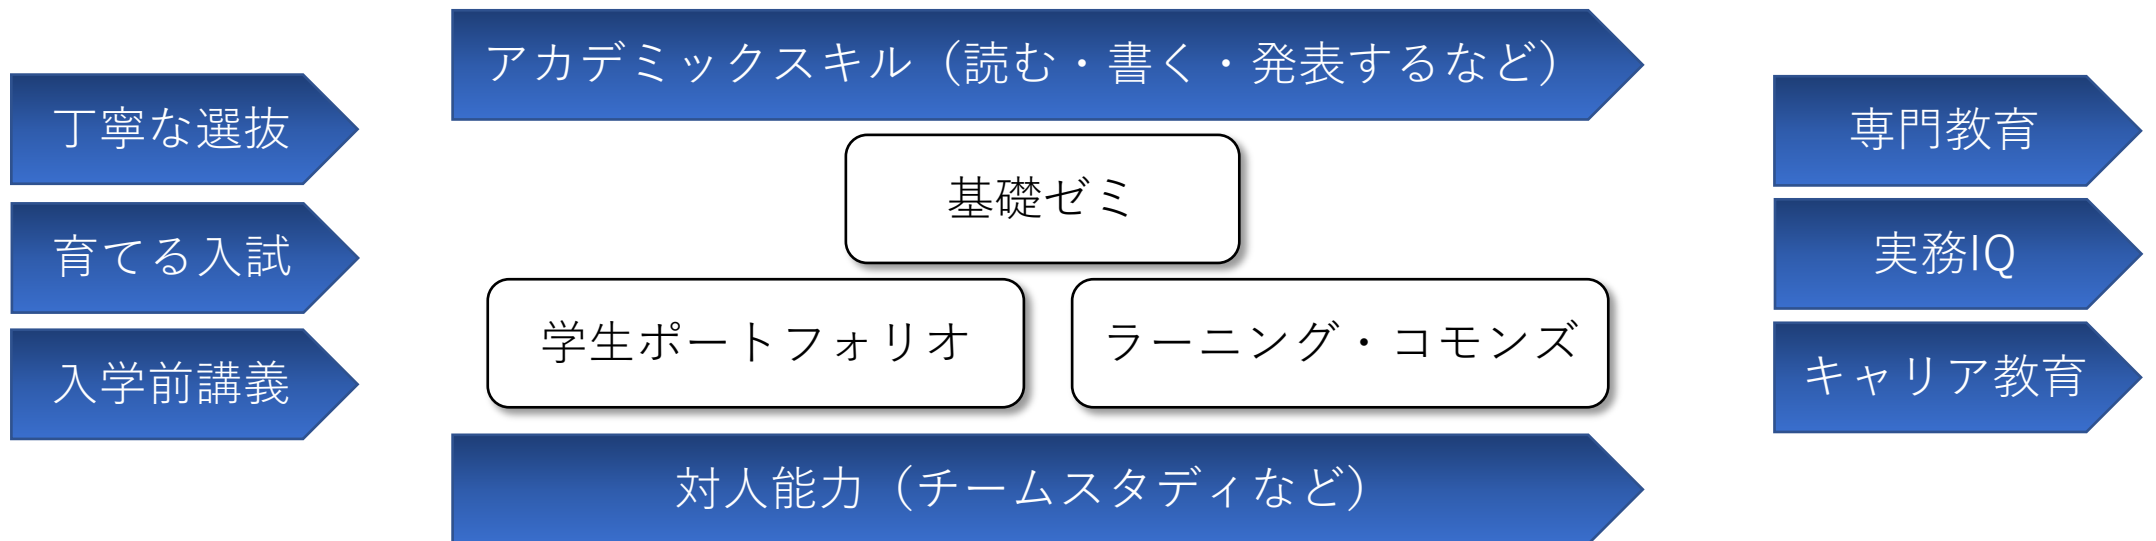 丁寧な選抜
育てる入試
入学前講義
アカデミックスキル（読む・書く・発表するなど）
基礎ゼミ
学生ポートフォリオ
ラーニング・コモンズ
対人能力（チームスタディなど）
専門教育
実務IQ
キャリア教育